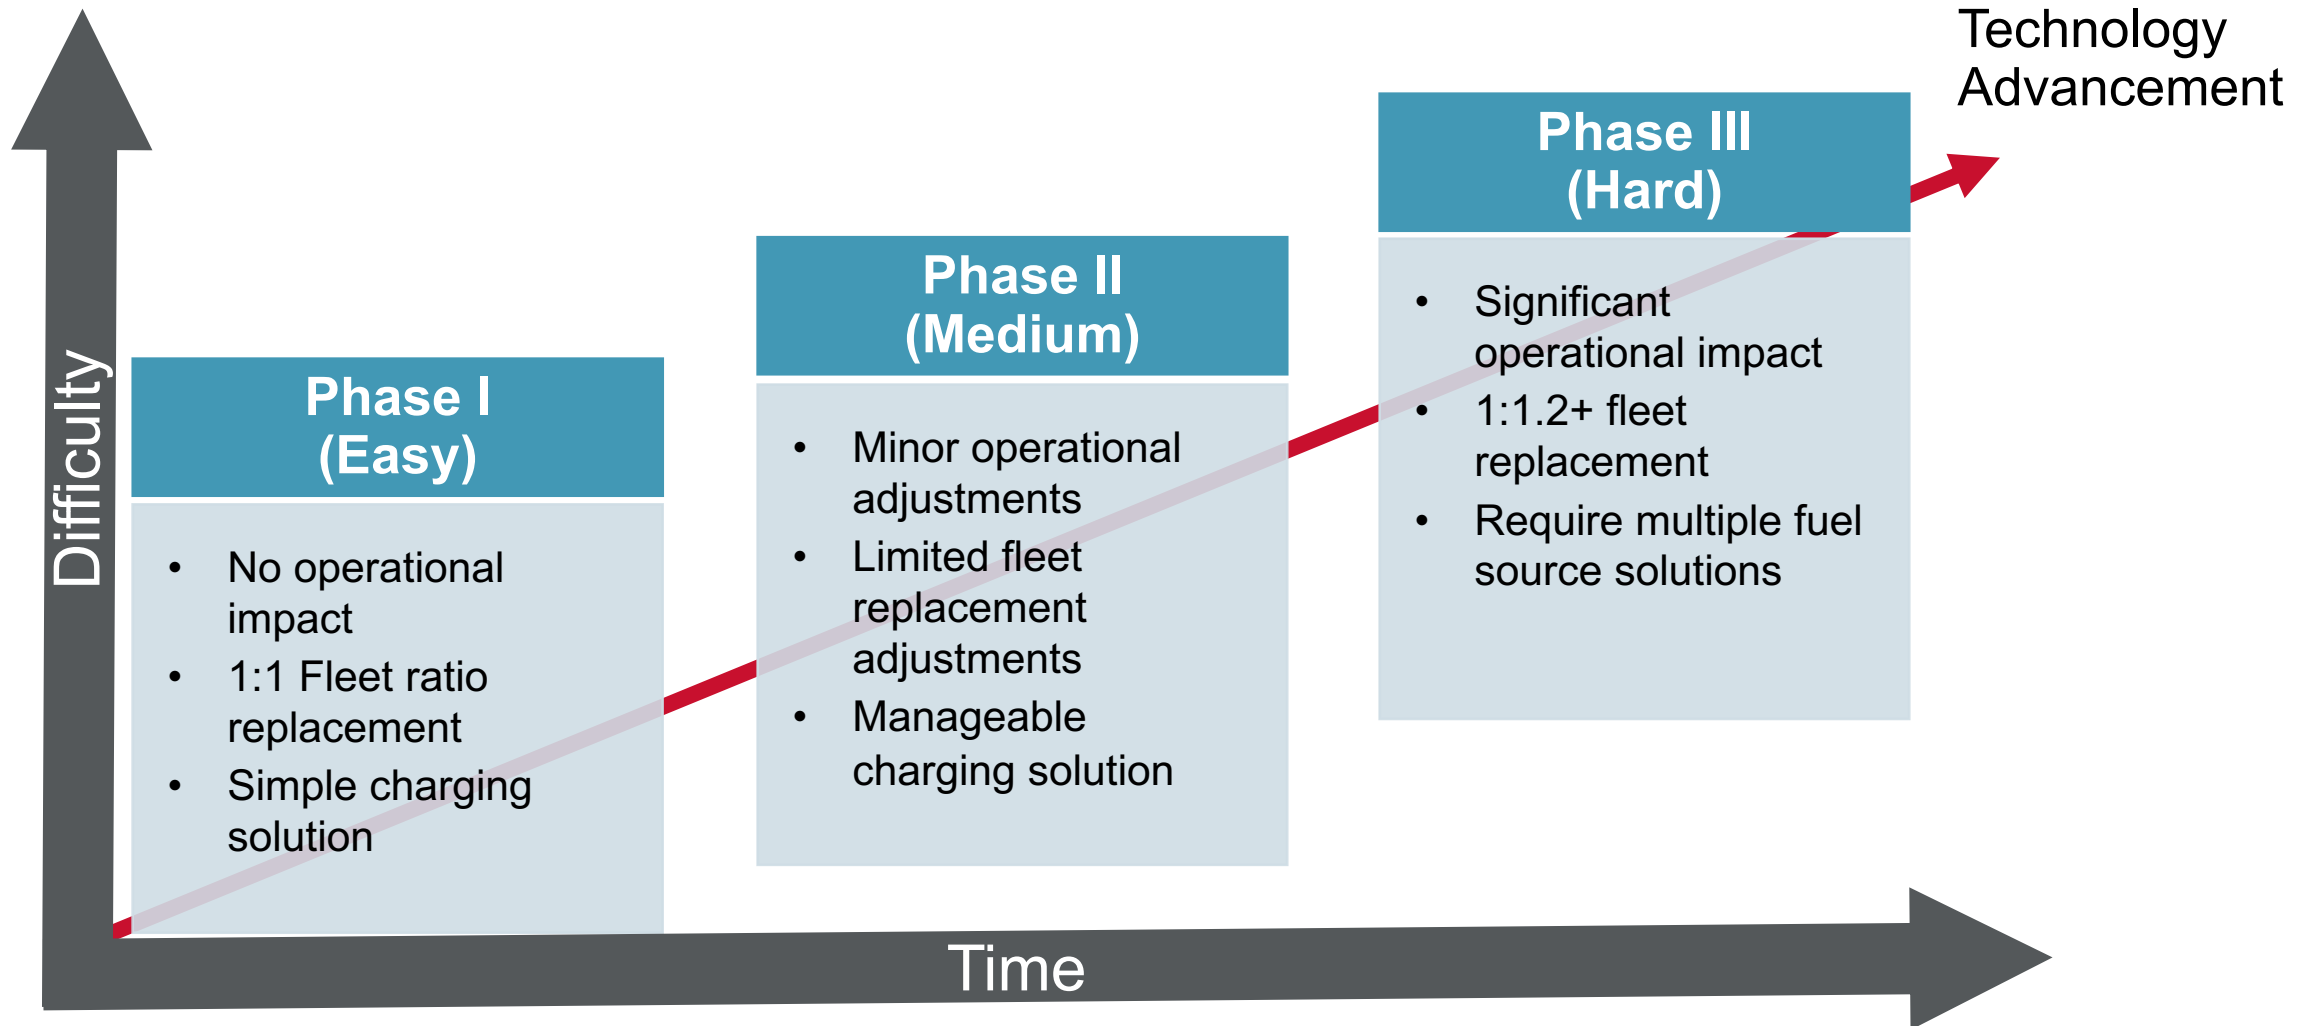 Technology
Advancement
Phase III
(Hard)
• Significant
operational impact
• 1:1.2+ fleet
replacement
• Require multiple fuel
source solutions
Phase II
(Medium)
• Minor operational
adjustments
• Limited fleet
replacement
adjustments
• Manageable
charging solution
Phase I
(Easy)
• No operational
impact
• 1:1 Fleet ratio
replacement
• Simple charging
solution
Difficulty
Time